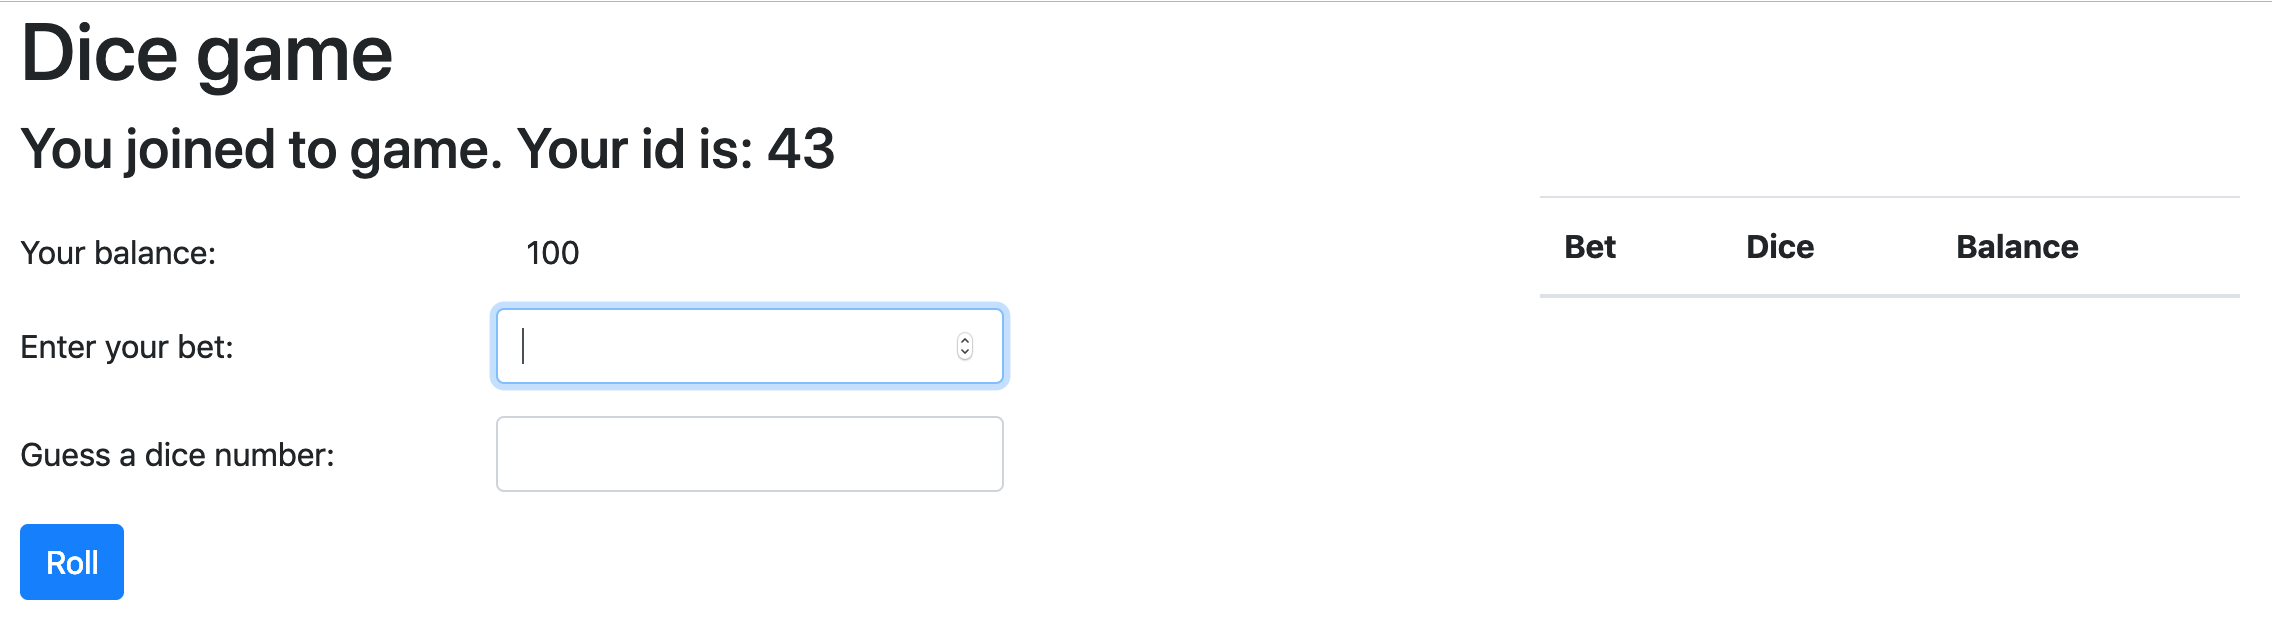 Dice game
You joined to game. Your id is: 43
Your balance: 100
Enter your bet:
Guess a dice number:
Roll
Bet Dice Balance